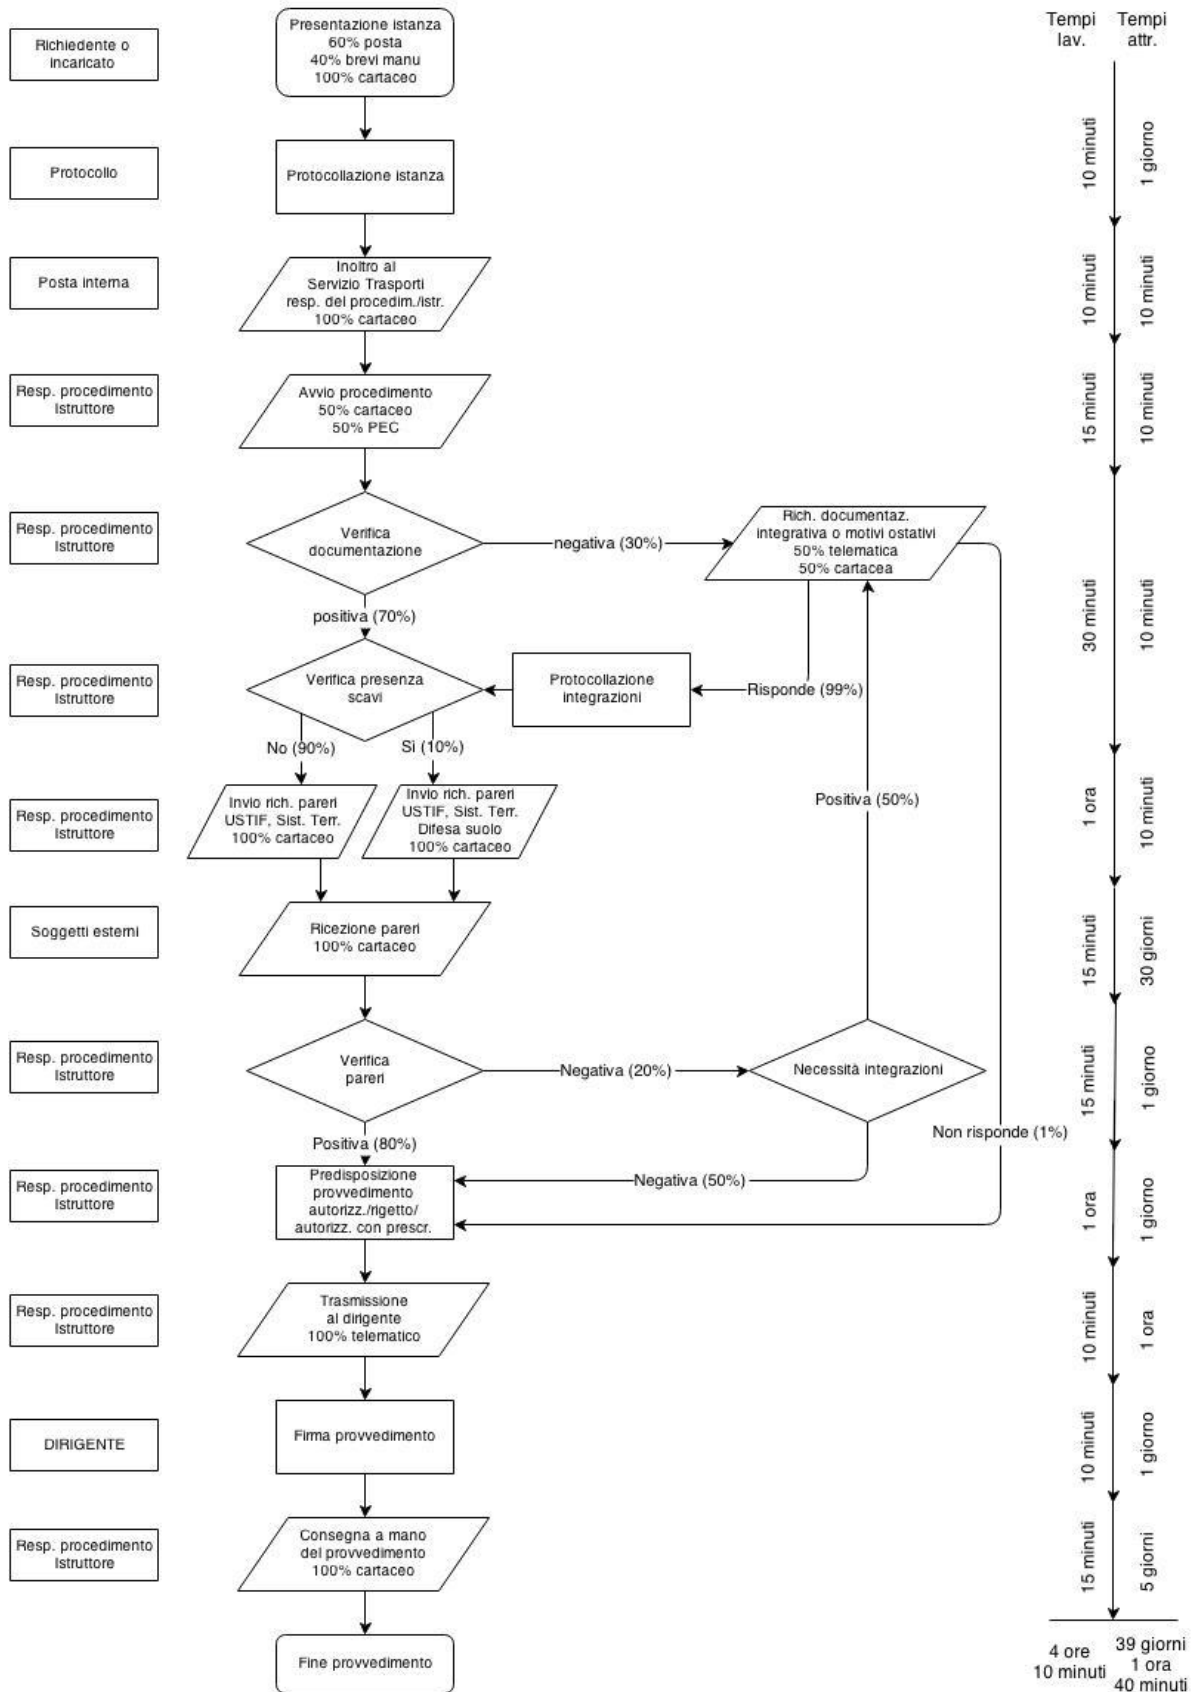 Tempi
lav.
Tempi
attr.
Richiedente o
incaricato
Presentazione istanza
60% posta
40% brevi manu
100% cartaceo
Protocollo
Protocollazione istanza
10 minuti
1 giorno
Posta interna
Inoltro al
Servizio Trasporti
resp. del procedim./istr.
100% cartaceo
10 minuti
10 minuti
Resp. procedimento
Istruttore
Avvio procedimento
50% cartaceo
50% PEC
15 minuti
10 minuti
Resp. procedimento
Istruttore
Verifica
documentazione
negativa (30%)
Rich. documentaz.
integrativa o motivi ostativi
50% telematica
50% cartacea
positiva (70%)
30 minuti
10 minuti
Resp. procedimento
Istruttore
Verifica presenza
scavi
Protocollazione
integrazioni
Risponde (99%)
No (90%)
Sì (10%)
Resp. procedimento
Istruttore
Invio rich. pareri
USTIF, Sist. Terr.
100% cartaceo
Invio rich. pareri
USTIF, Sist. Terr.
Difesa suolo
100% cartaceo
Positiva (50%)
1 ora
10 minuti
Soggetti esterni
Ricezione pareri
100% cartaceo
15 minuti
30 giorni
Resp. procedimento
Istruttore
Verifica
pareri
Negativa (20%)
Necessità integrazioni
15 minuti
1 giorno
Positiva (80%)
Non risponde (1%)
Resp. procedimento
Istruttore
Predisposizione
provvedimento
autorizz./rigetto/
autorizz. con prescr.
Negativa (50%)
1 ora
1 giorno
Resp. procedimento
Istruttore
Trasmissione
al dirigente
100% telematico
10 minuti
1 ora
DIRIGENTE
Firma provvedimento
10 minuti
1 giorno
Resp. procedimento
Istruttore
Consegna a mano
del provvedimento
100% cartaceo
15 minuti
5 giorni
Fine provvedimento
4 ore
10 minuti
39 giorni
1 ora
40 minuti